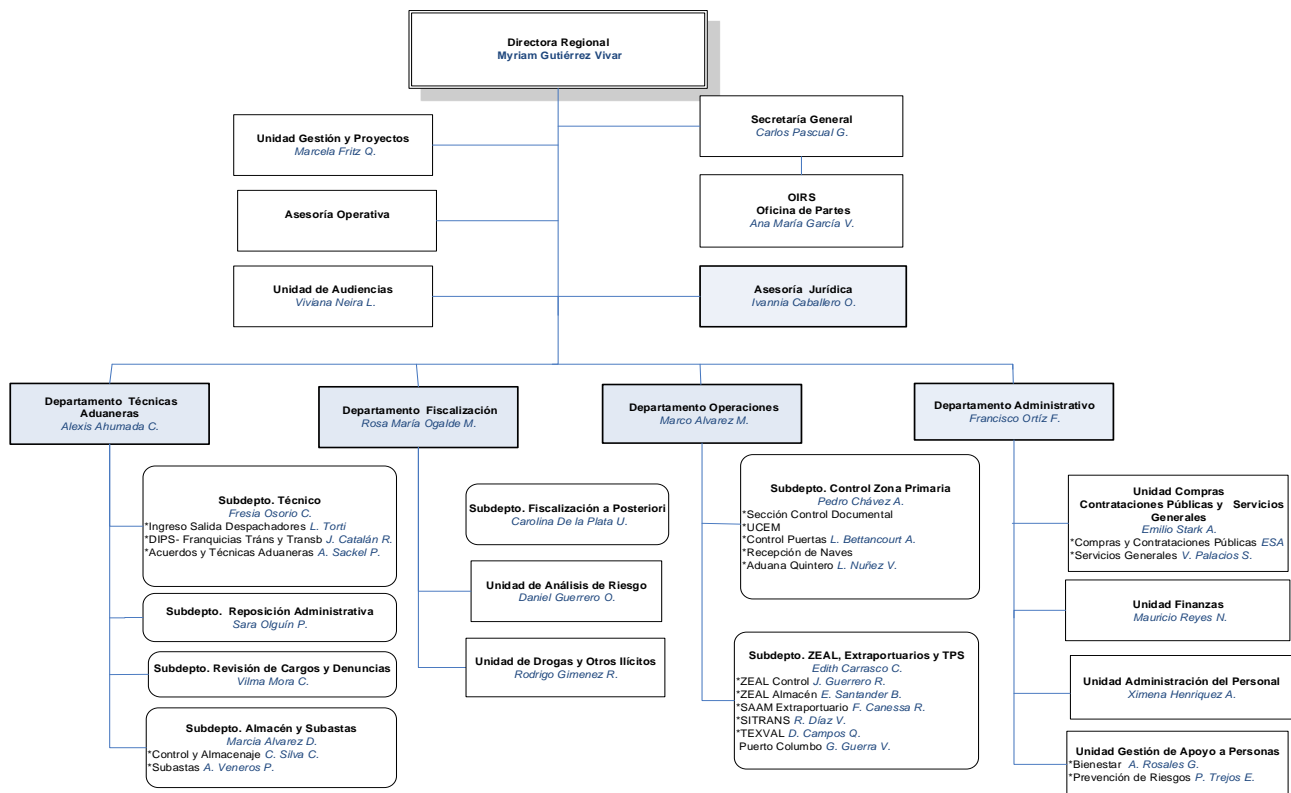 Directora Regional
Myriam Gutiérrez Vivar
Unidad Gestión y Proyectos
Marcela Fritz Q.
Secretaría General
Carlos Pascual G.
Asesoría Operativa
OIRS
Oficina de Partes
Ana María García V.
Unidad de Audiencias
Viviana Neira L.
Asesoría Jurídica
Ivannia Caballero O.
Departamento Técnicas
Aduaneras
Alexis Ahumada C.
Subdepto. Técnico
Fresia Osorio C.
*Ingreso Salida Despachadores L. Torti
*DIPS- Franquicias Tráns y Transb J. Catalán R.
*Acuerdos y Técnicas Aduaneras A. Sackel P.
Subdepto. Reposición Administrativa
Sara Olguín P.
Subdepto. Revisión de Cargos y Denuncias
Vilma Mora C.
Subdepto. Almacén y Subastas
Marcia Alvarez D.
*Control y Almacenaje C. Silva C.
*Subastas A. Veneros P.
Departamento Fiscalización
Rosa María Ogalde M.
Subdepto. Fiscalización a Posteriori
Carolina De la Plata U.
Unidad de Análisis de Riesgo
Daniel Guerrero O.
Unidad de Drogas y Otros Ilícitos
Rodrigo Gimenez R.
Departamento Operaciones
Marco Alvarez M.
Subdepto. Control Zona Primaria
Pedro Chávez A.
*Sección Control Documental
*UCEM
*Control Puertas L. Bettancourt A.
*Recepción de Naves
*Aduana Quintero L. Nuñez V.
Subdepto. ZEAL, Extraportuarios y TPS
Edith Carrasco C.
*ZEAL Control J. Guerrero R.
*ZEAL Almacén E. Santander B.
*SAAM Extraportuario F. Canessa R.
*SITRANS R. Díaz V.
*TEXVAL D. Campos Q.
Puerto Columbo G. Guerra V.
Departamento Administrativo
Francisco Ortíz F.
Unidad Compras
Contrataciones Públicas y Servicios
Generales
Emilio Stark A.
*Compras y Contrataciones Públicas ESA
*Servicios Generales V. Palacios S.
Unidad Finanzas
Mauricio Reyes N.
Unidad Administración del Personal
Ximena Henriquez A.
Unidad Gestión de Apoyo a Personas
*Bienestar A. Rosales G.
*Prevención de Riesgos P. Trejos E.